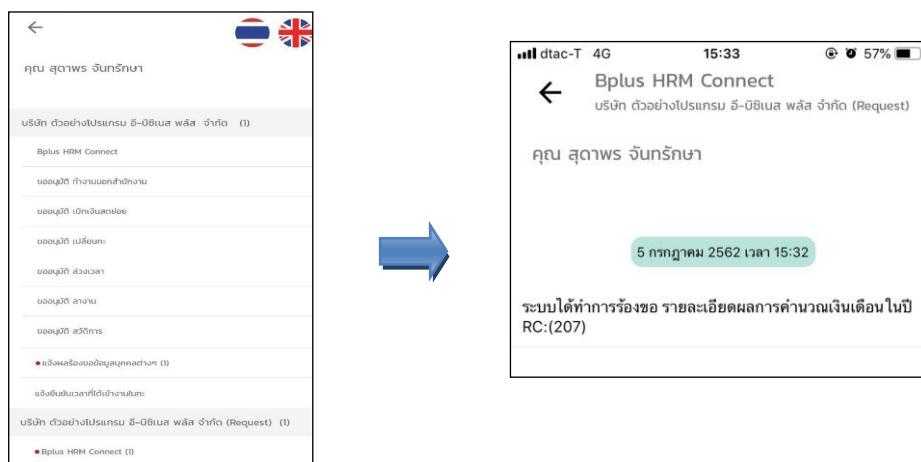 คุณ สุดาพร จันทรักษา
บริษัท ตัวอย่างโปรแกรม อี-บิซิเนส พลัส จำกัด (1)
Bplus HRM Connect
ขออนุมัติ ทำงานนอกสำนักงาน
ขออนุมัติ เบิกเงินสดย่อย
ขออนุมัติ เปลี่ยนกะ
ขออนุมัติ ล่วงเวลา
ขออนุมัติ ลางาน
ขออนุมัติ สวัดิการ
แจ้งผลร้องขอข้อมูลบุคคลต่างๆ (1)
แจ้งยืนยันเวลาที่ได้เข้างานในกะ
บริษัท ตัวอย่างโปรแกรม อี-บิซิเนส พลัส จำกัด (Request) (1)
Bplus HRM Connect (1)
dtac-T 4G 15:33 57%
Bplus HRM Connect
บริษัท ตัวอย่างโปรแกรม อี-บิซิเนส พลัส จำกัด (Request)
คุณ สุดาพร จันทรักษา
5 กรกฎาคม 2562 เวลา 15:32
ระบบได้ทำการร้องขอ รายละเอียดผลการคำนวณเงินเดือน ในปี
RC:(207)